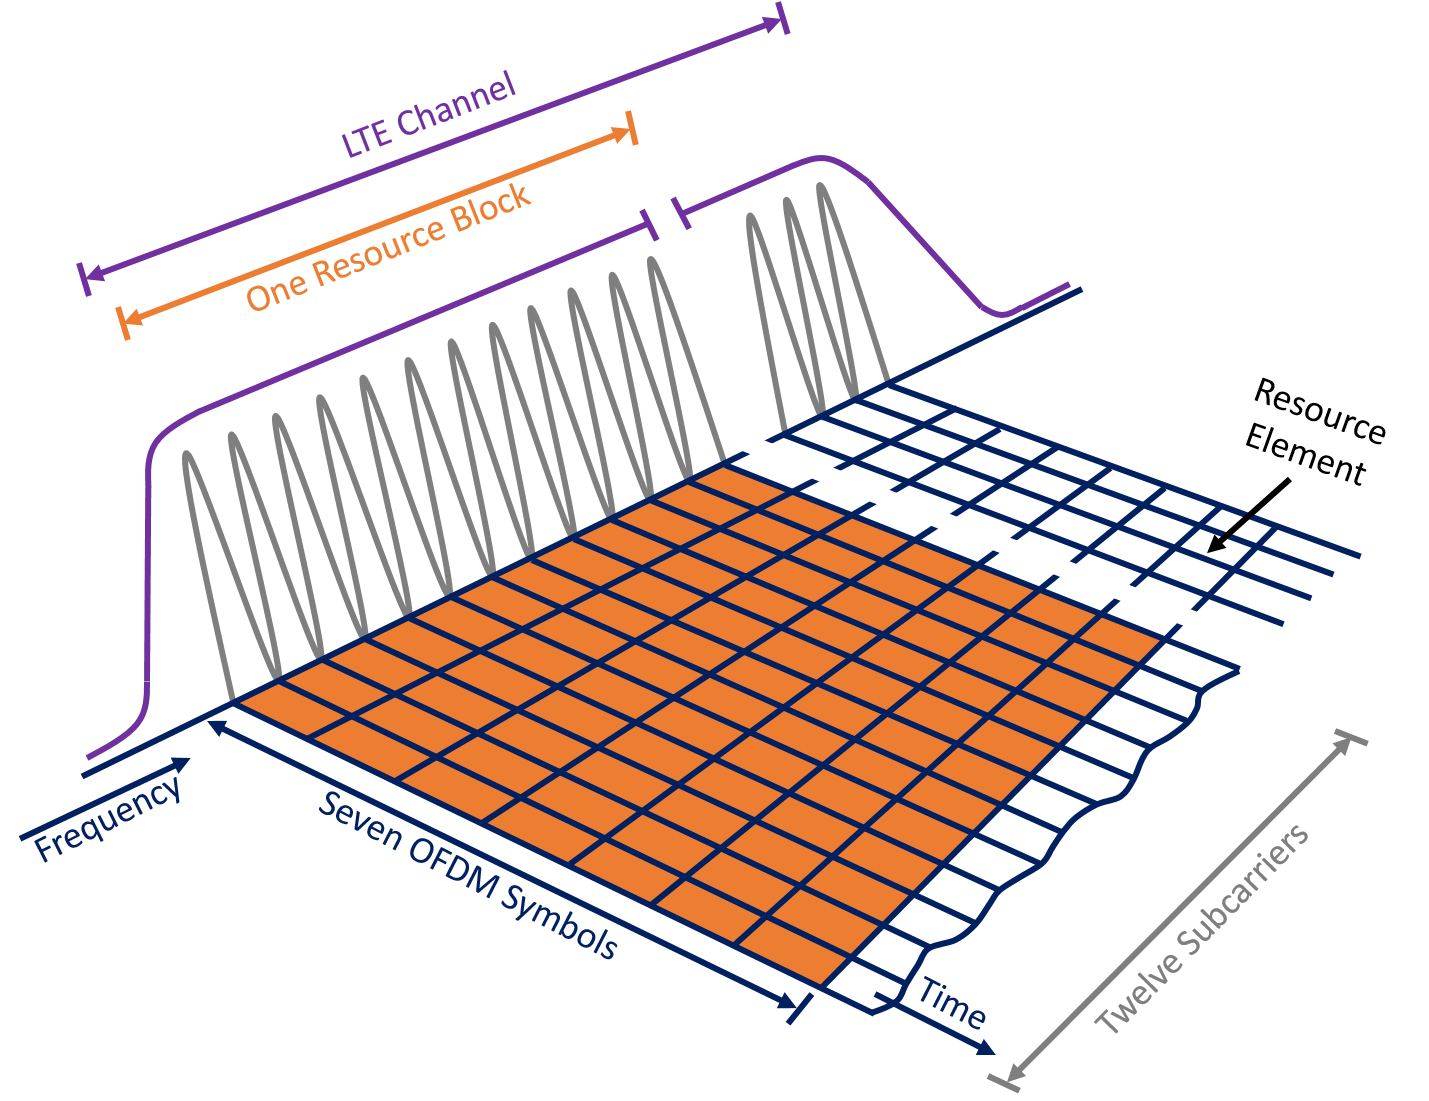 LTE Channel
One Resource Block
Resource
Element
Frequency
Seven OFDM Symbols
Time
Twelve Subcarriers